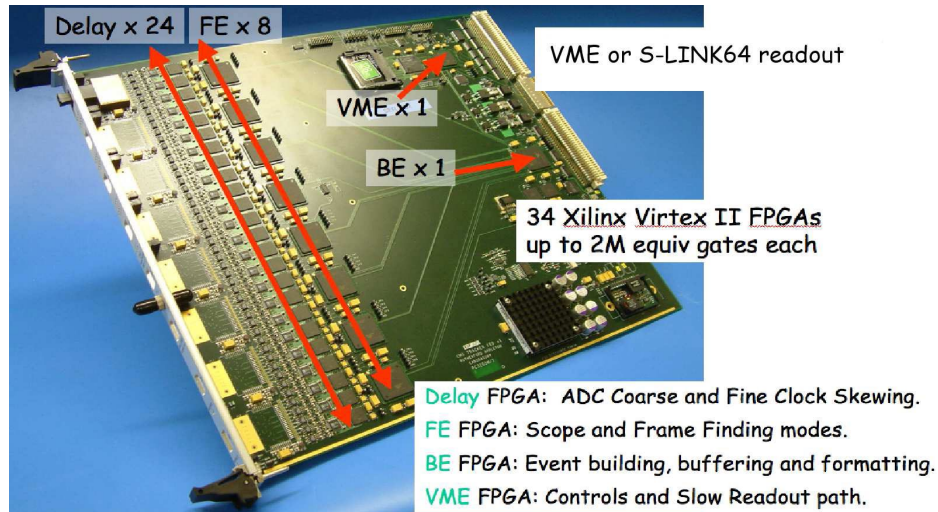 Delay x 24
FE x 8
VME or S-LINK64 readout
VME x 1
BE x 1
34 Xilinx Virtex II FPGAs
up to 2M equiv gates each
Delay FPGA: ADC Coarse and Fine Clock Skewing.
FE FPGA: Scope and Frame Finding modes.
BE FPGA: Event building, buffering and formatting.
VME FPGA: Controls and Slow Readout path.